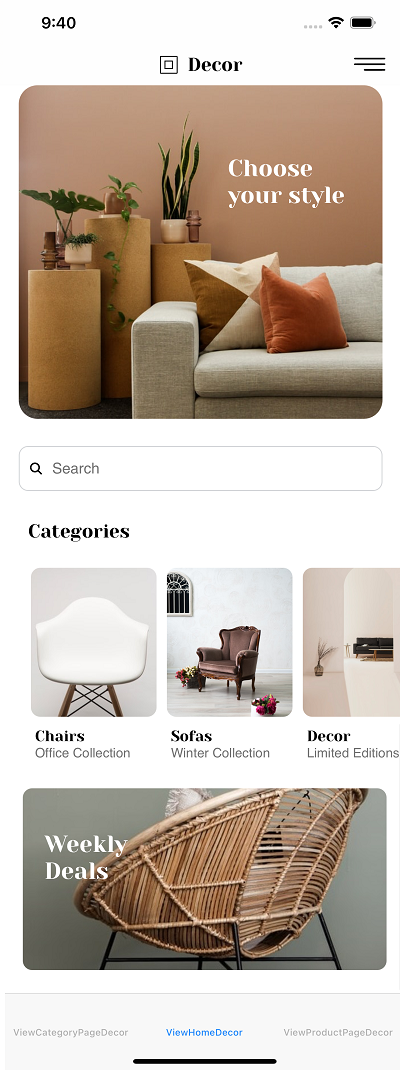 9:40
Decor
Choose
your style
Search
Categories
Chairs
Office Collection
Sofas
Winter Collection
Decor
Limited Editions
Weekly
Deals
ViewCategoryPageDecor
ViewHomeDecor
ViewProductPageDecor